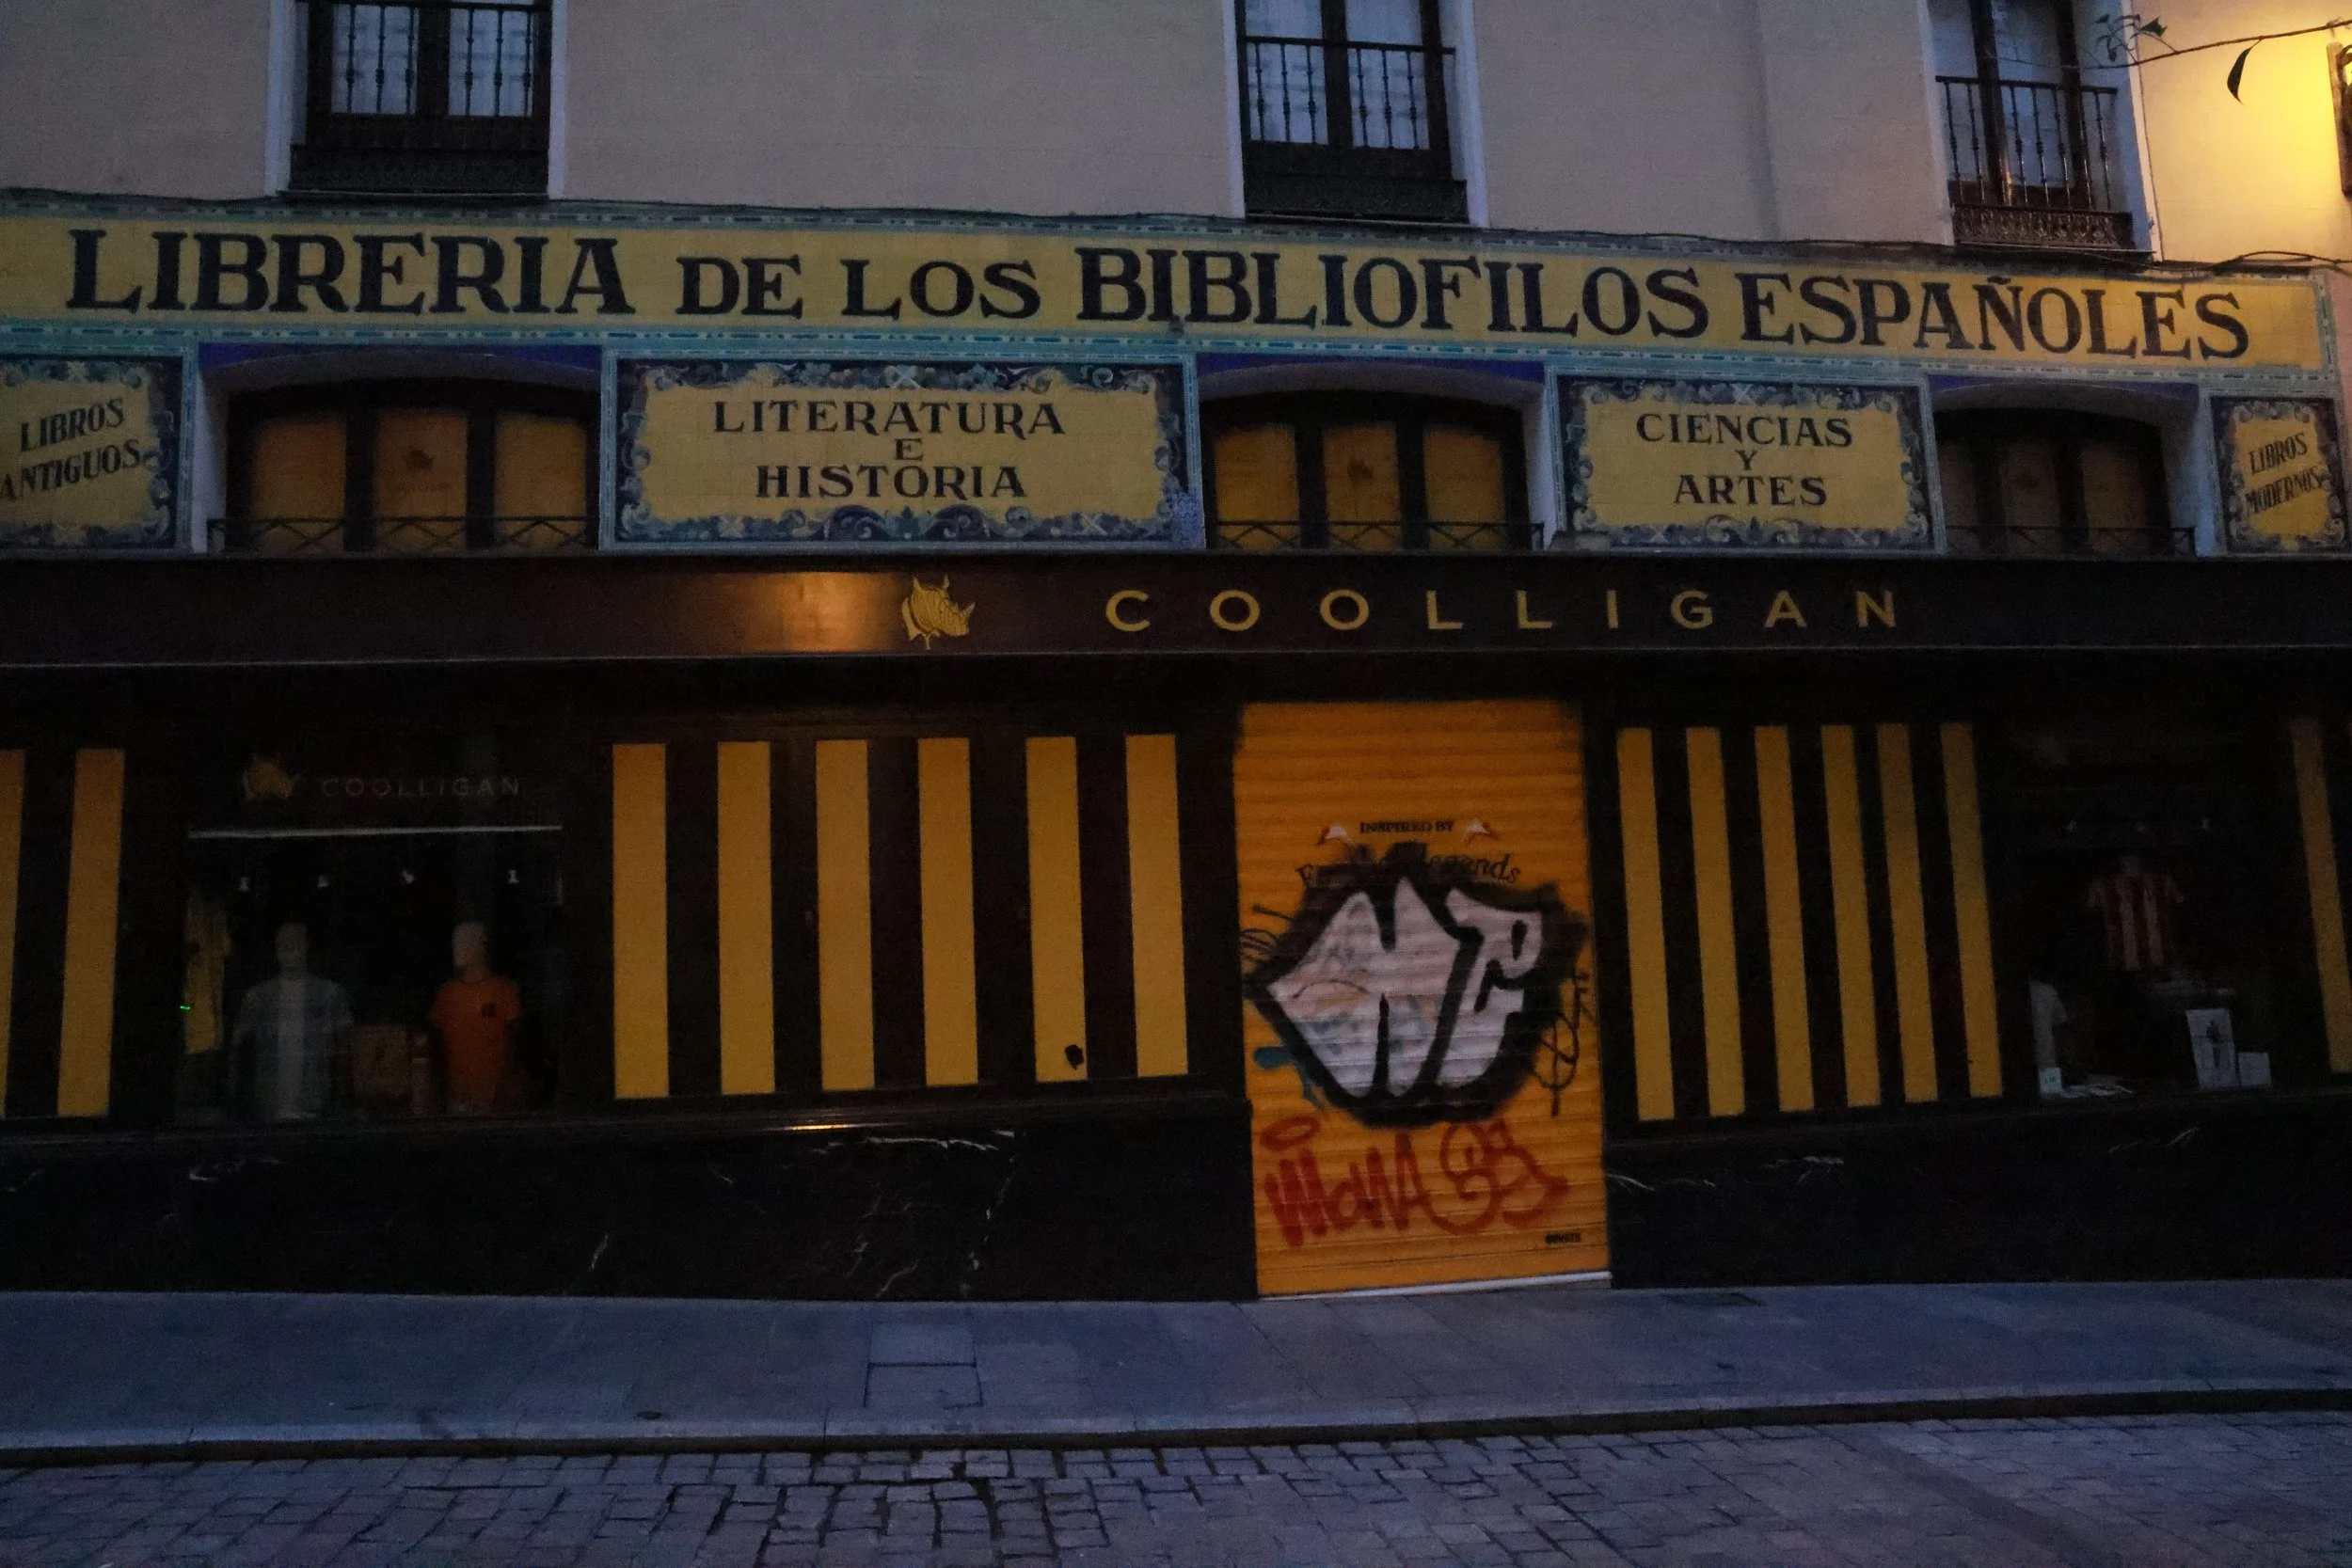 LIBRERIA DE LOS BIBLIOFILOS ESPAÑOLES
LIBROS
ANTIGUOS
LITERATURA
E
HISTORIA
CIENCIAS
Y
ARTES
LIBROS
MODERNOS
COOLLIGAN
COOLLIGAN
INSPIRED BY